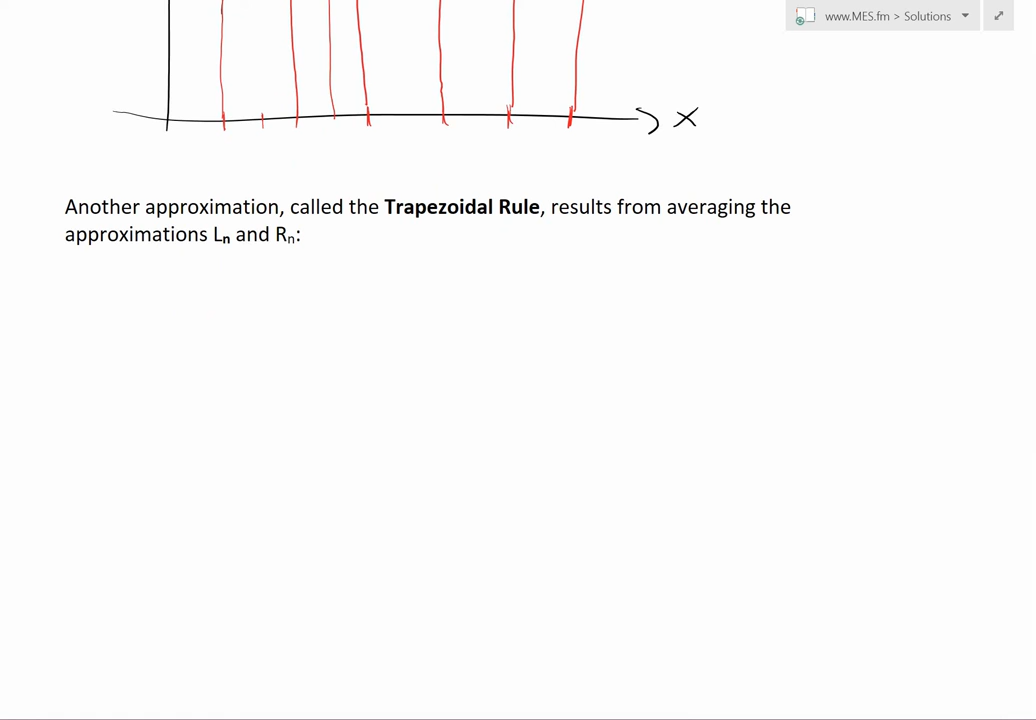 www.MES.fm > Solutions
X
Another approximation, called the Trapezoidal Rule, results from averaging the
approximations Lₙ and Rₙ: